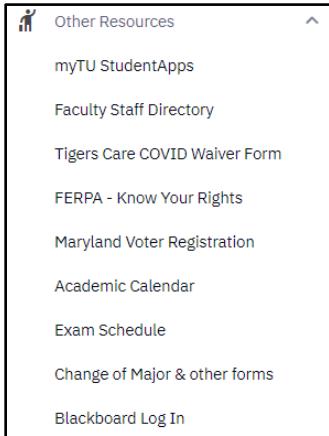 Other Resources
myTU StudentApps
Faculty Staff Directory
Tigers Care COVID Waiver Form
FERPA - Know Your Rights
Maryland Voter Registration
Academic Calendar
Exam Schedule
Change of Major & other forms
Blackboard Log In